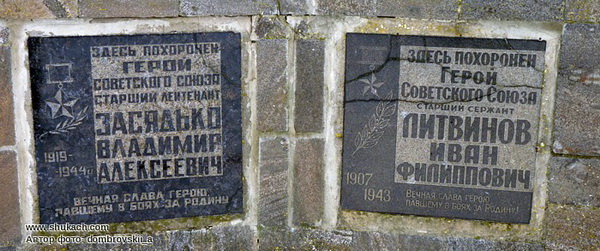 ЗДЕСЬ ПОХОРОНЕН
ГЕРОЙ
СОВЕТСКОГО СОЮЗА
СТАРШИЙ ЛЕЙТЕНАНТ
ЗАСЯДЬКО
ВЛАДИМИР
АЛЕКСЕЕВИЧ
1919-
-1944г.
ВЕЧНАЯ СЛАВА ГЕРОЮ,
ПАВШЕМУ В БОЯХ ЗА РОДИНУ
ЗДЕСЬ ПОХОРОНЕН
ГЕРОЙ
СОВЕТСКОГО СОЮЗА
СТАРШИЙ СЕРЖАНТ
ЛИТВИНОВ
ИВАН
ФИЛИППОВИЧ
1907
1943
ВЕЧНАЯ СЛАВА ГЕРОЮ,
ПАВШЕМУ В БОЯХ ЗА РОДИНУ!
www.shukach.com
Автор фото: dombrovskiu_a